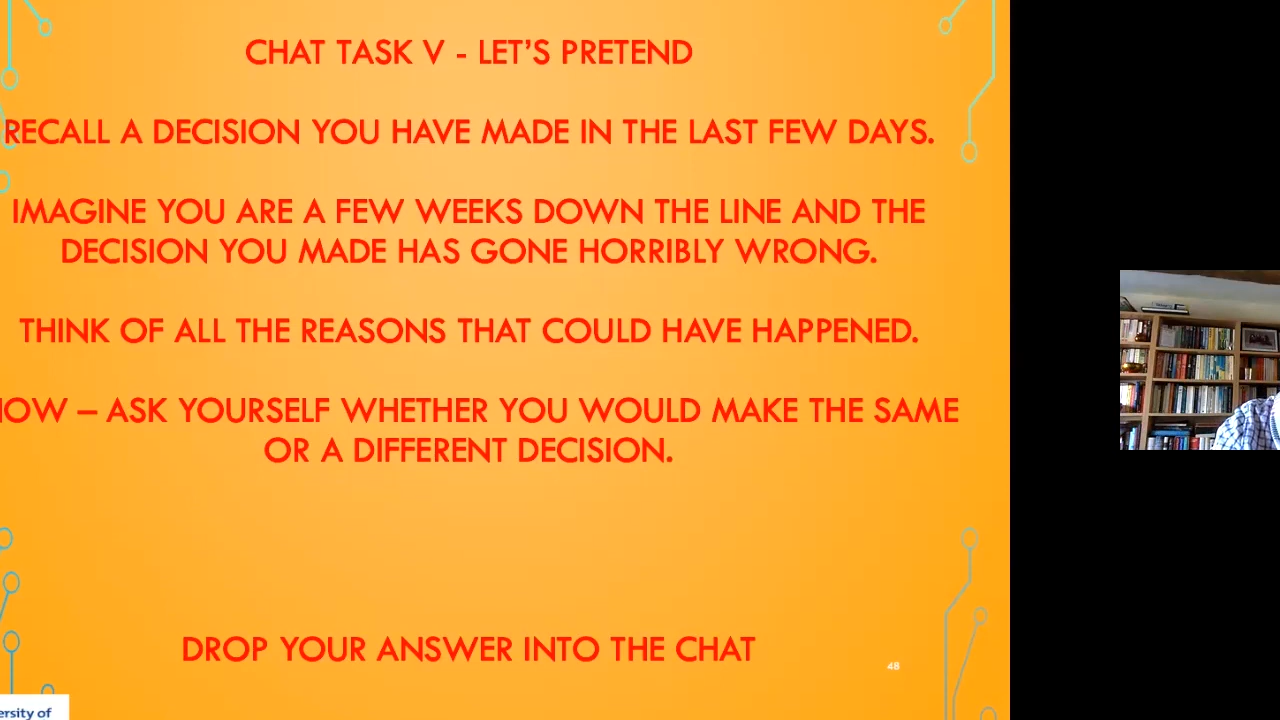 CHAT TASK V - LET'S PRETEND
RECALL A DECISION YOU HAVE MADE IN THE LAST FEW DAYS.
IMAGINE YOU ARE A FEW WEEKS DOWN THE LINE AND THE
DECISION YOU MADE HAS GONE HORRIBLY WRONG.
THINK OF ALL THE REASONS THAT COULD HAVE HAPPENED.
– ASK YOURSELF WHETHER YOU WOULD MAKE THE SAME
OR A DIFFERENT DECISION.
DROP YOUR ANSWER INTO THE CHAT
48
of